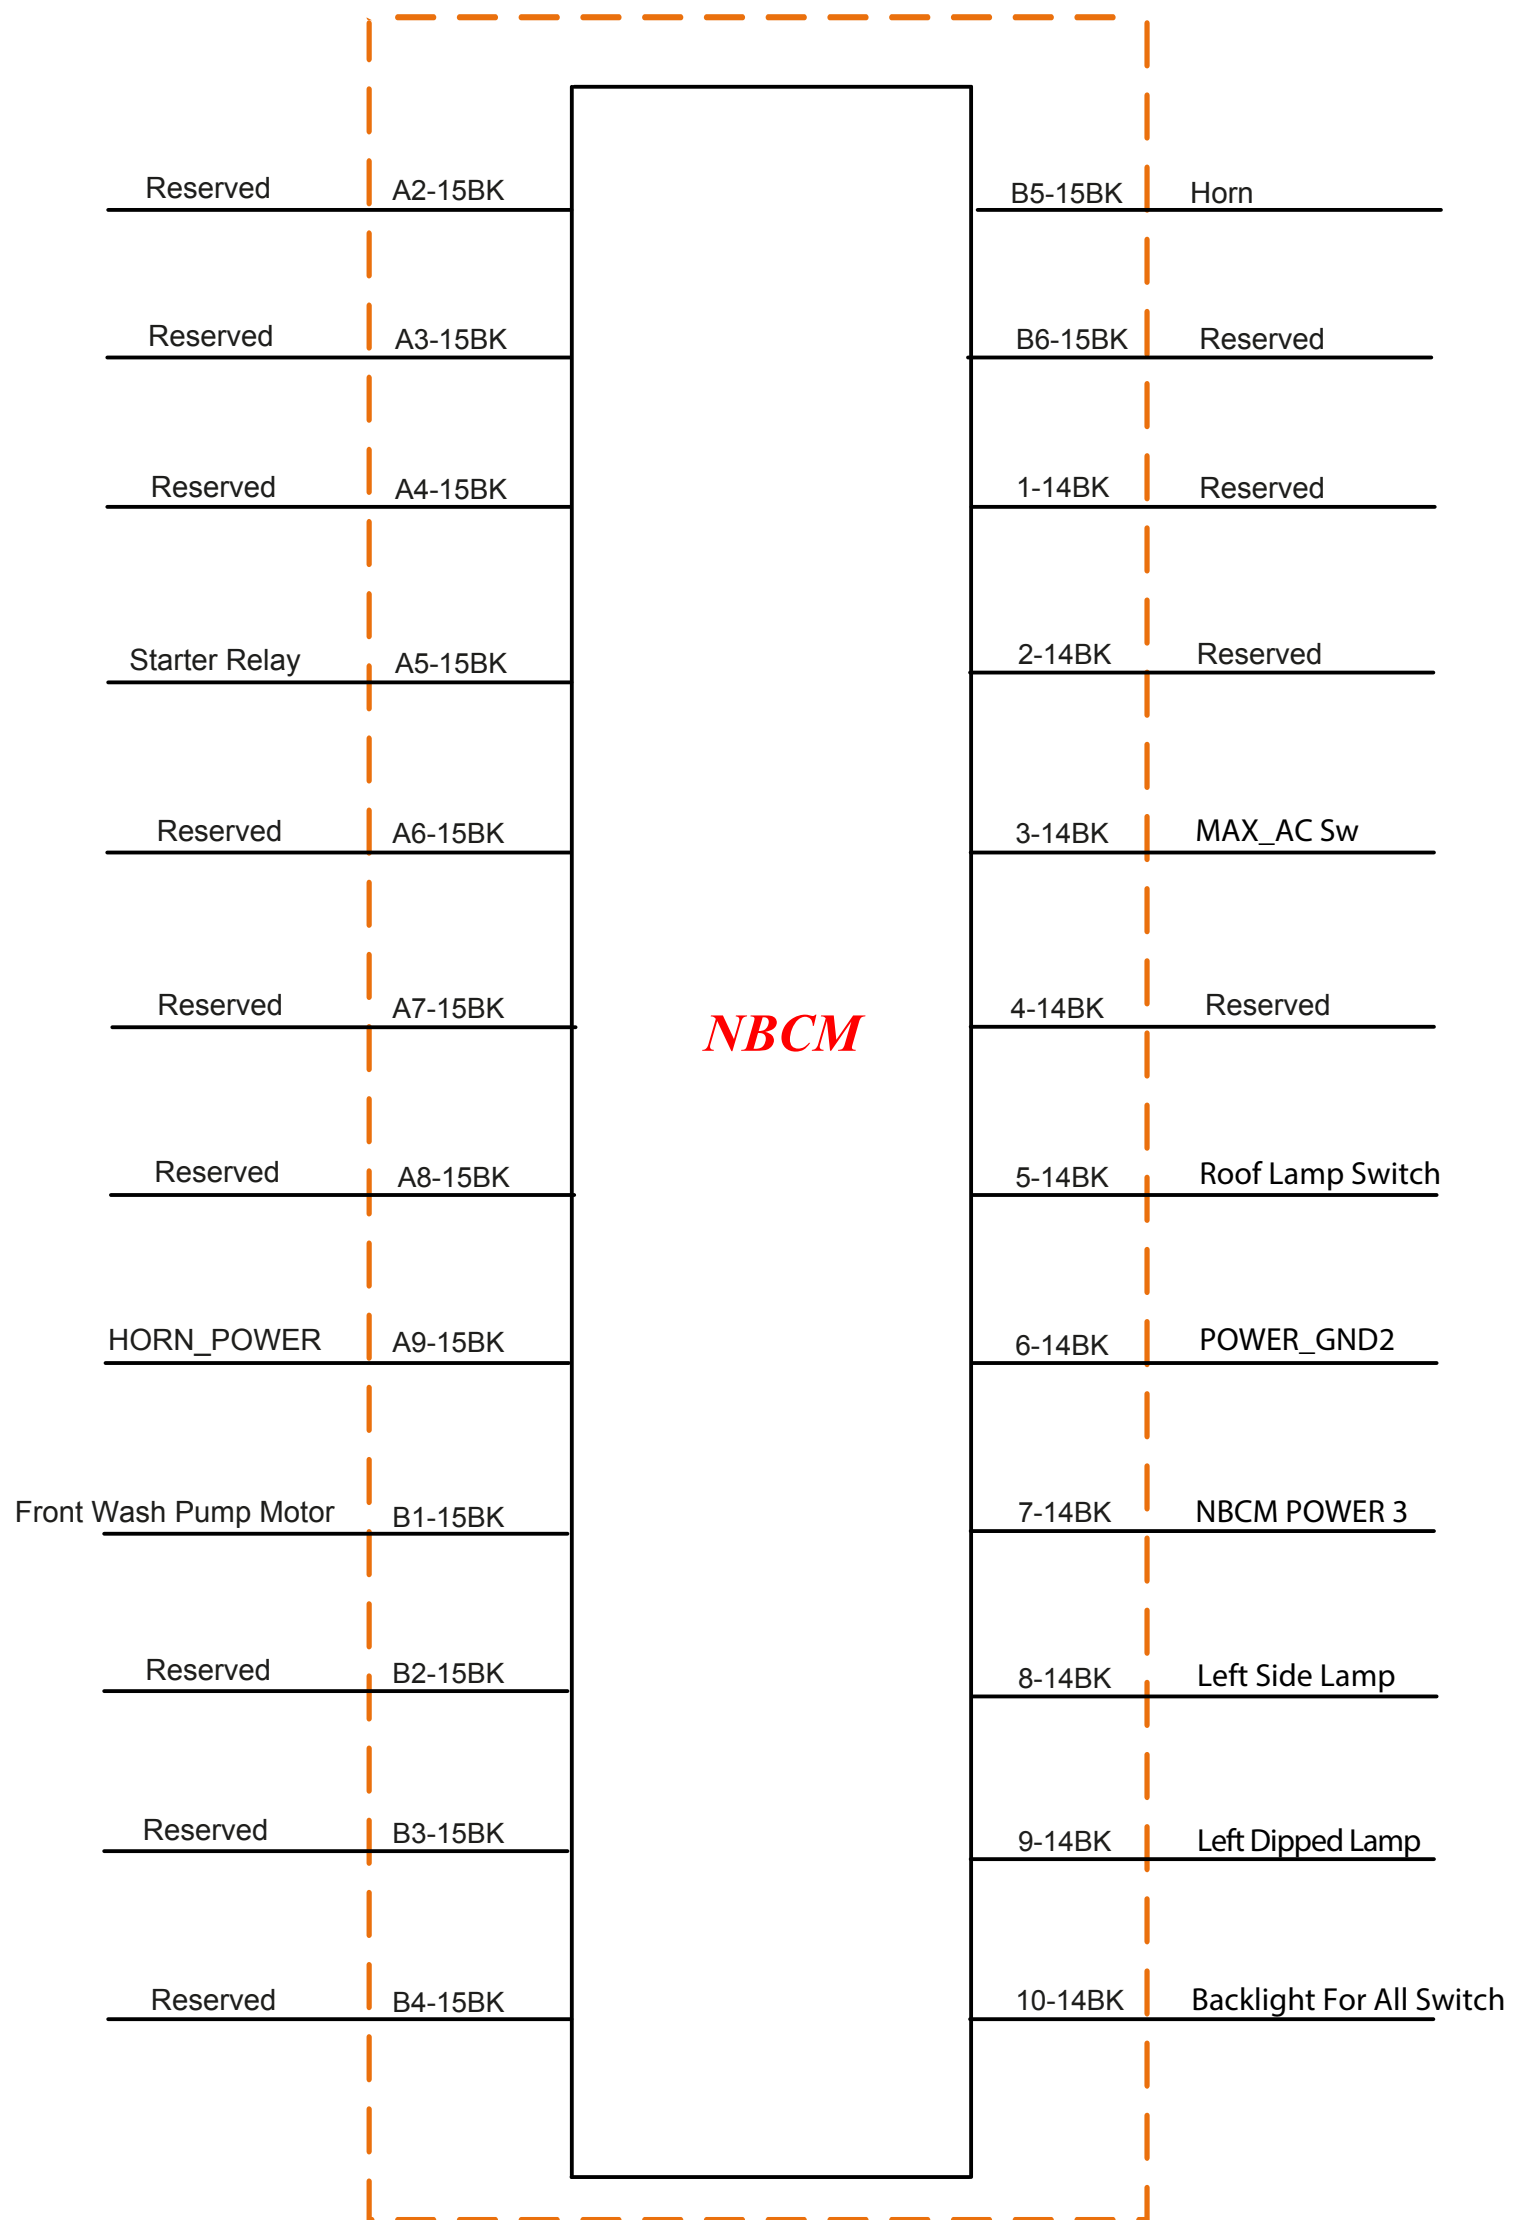 Reserved A2-15BK B5-15BK Horn
Reserved A3-15BK B6-15BK Reserved
Reserved A4-15BK 1-14BK Reserved
Starter Relay A5-15BK 2-14BK Reserved
Reserved A6-15BK 3-14BK MAX_AC Sw
Reserved A7-15BK 4-14BK Reserved
NBCM
Reserved A8-15BK 5-14BK Roof Lamp Switch
HORN_POWER A9-15BK 6-14BK POWER_GND2
Front Wash Pump Motor B1-15BK 7-14BK NBCM POWER 3
Reserved B2-15BK 8-14BK Left Side Lamp
Reserved B3-15BK 9-14BK Left Dipped Lamp
Reserved B4-15BK 10-14BK Backlight For All Switch